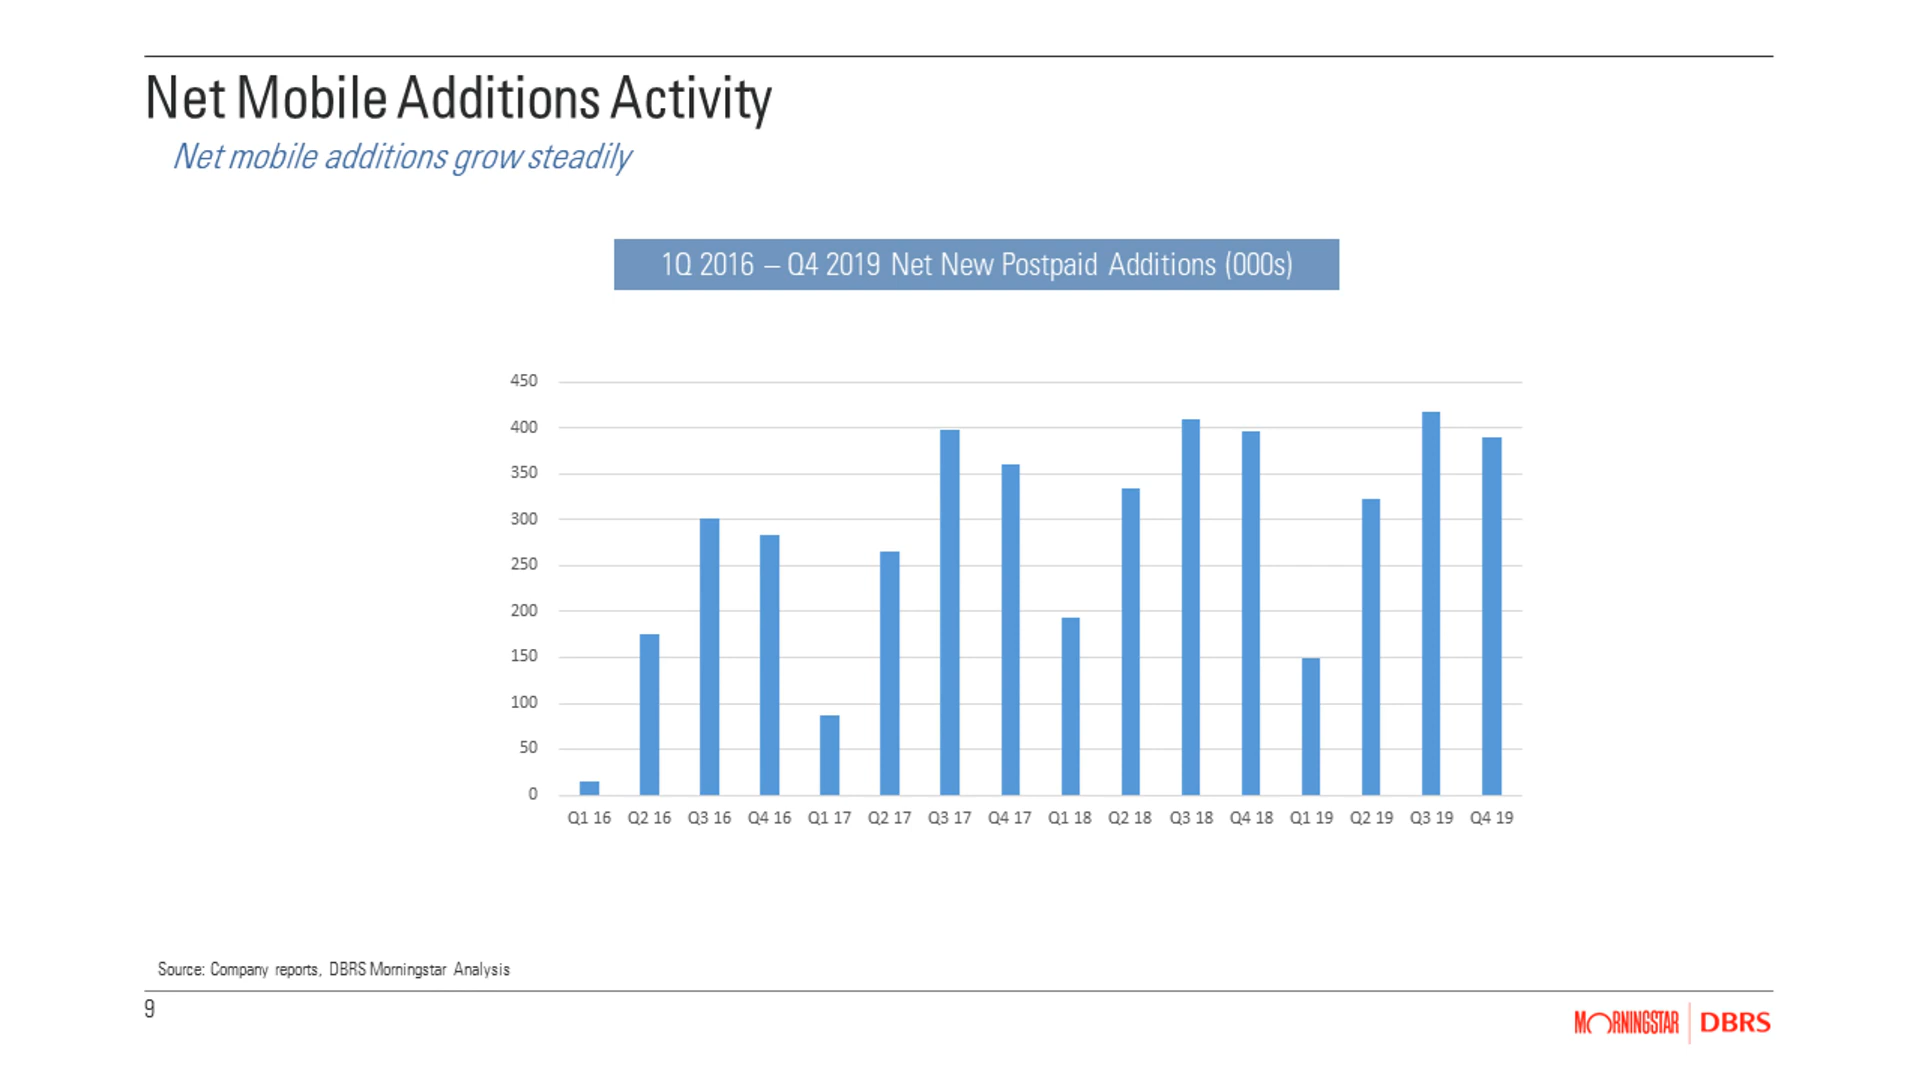 Net Mobile Additions Activity
Net mobile additions grow steadily
1Q 2016 – Q4 2019 Net New Postpaid Additions (000s)
450
400
350
300
250
200
150
100
50
0
Q1 16 Q2 16 Q3 16 Q4 16 Q1 17 Q2 17 Q3 17 Q4 17 Q1 18 Q2 18 Q3 18 Q4 18 Q1 19 Q2 19 Q3 19 Q4 19
Source: Company reports, DBRS Morningstar Analysis
9
MORNINGSTAR DBRS